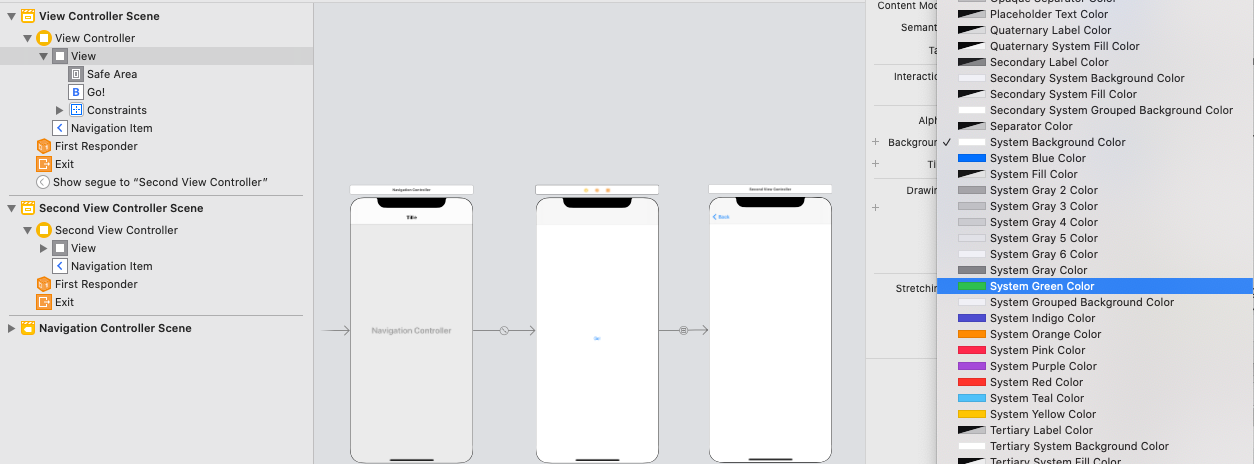 View Controller Scene
View Controller
View
Safe Area
B Go!
Constraints
Navigation Item
First Responder
Exit
Show segue to “Second View Controller”
Second View Controller Scene
Second View Controller
View
Navigation Item
First Responder
Exit
Navigation Controller Scene
Navigation Controller
Title
Navigation Controller
Second View Controller
Back
Content Mod
Semant
Ta
Interactio
Alph
Backgroun
Ti
Drawin
Stretchin
Opaque Separator Color
Placeholder Text Color
Quaternary Label Color
Quaternary System Fill Color
Secondary Label Color
Secondary System Background Color
Secondary System Fill Color
Secondary System Grouped Background Color
Separator Color
System Background Color
System Blue Color
System Fill Color
System Gray 2 Color
System Gray 3 Color
System Gray 4 Color
System Gray 5 Color
System Gray 6 Color
System Gray Color
System Green Color
System Grouped Background Color
System Indigo Color
System Orange Color
System Pink Color
System Purple Color
System Red Color
System Teal Color
System Yellow Color
Tertiary Label Color
Tertiary System Background Color
Tertiary System Fill Color